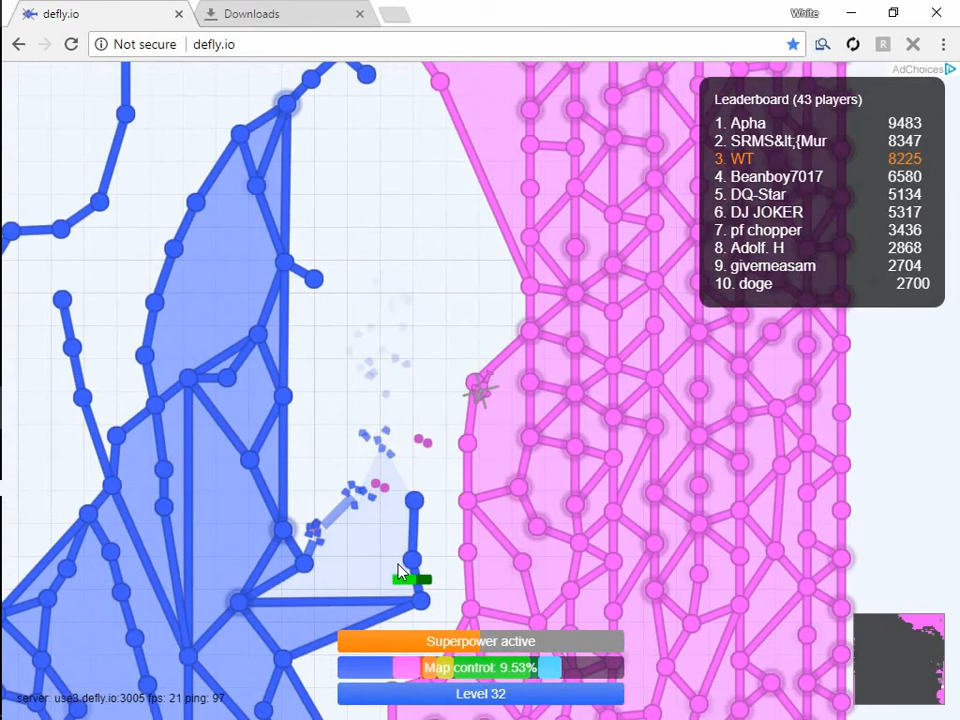 defly.io
Downloads
White
Not secure
defly.io
AdChoices
Leaderboard (43 players)
1. Apha 9483
2. SRMS&lt;{Mur 8347
3. WT 8225
4. Beanboy7017 6580
5. DQ-Star 5134
6. DJ JOKER 5317
7. pf chopper 3436
8. Adolf. H 2868
9. givemeasam 2704
10. doge 2700
Superpower active
Map control: 9.53%
Level 32
server: use3.defly.io:3005 fps: 21 ping: 97